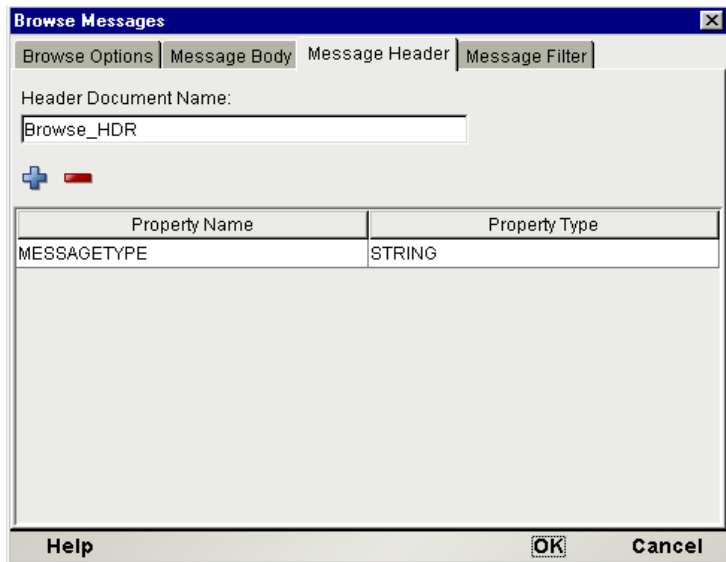 Browse Messages
Browse Options Message Body Message Header Message Filter
Header Document Name:
Browse_HDR
Property Name Property Type
MESSAGETYPE STRING
Help OK Cancel